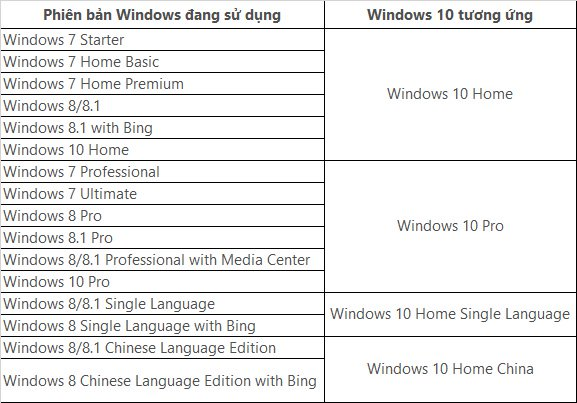 Phiên bản Windows đang sử dụng
Windows 10 tương ứng
Windows 7 Starter
Windows 7 Home Basic
Windows 7 Home Premium
Windows 8/8.1
Windows 8.1 with Bing
Windows 10 Home
Windows 10 Home
Windows 7 Professional
Windows 7 Ultimate
Windows 8 Pro
Windows 8.1 Pro
Windows 8/8.1 Professional with Media Center
Windows 10 Pro
Windows 10 Pro
Windows 8/8.1 Single Language
Windows 8 Single Language with Bing
Windows 10 Home Single Language
Windows 8/8.1 Chinese Language Edition
Windows 8 Chinese Language Edition with Bing
Windows 10 Home China